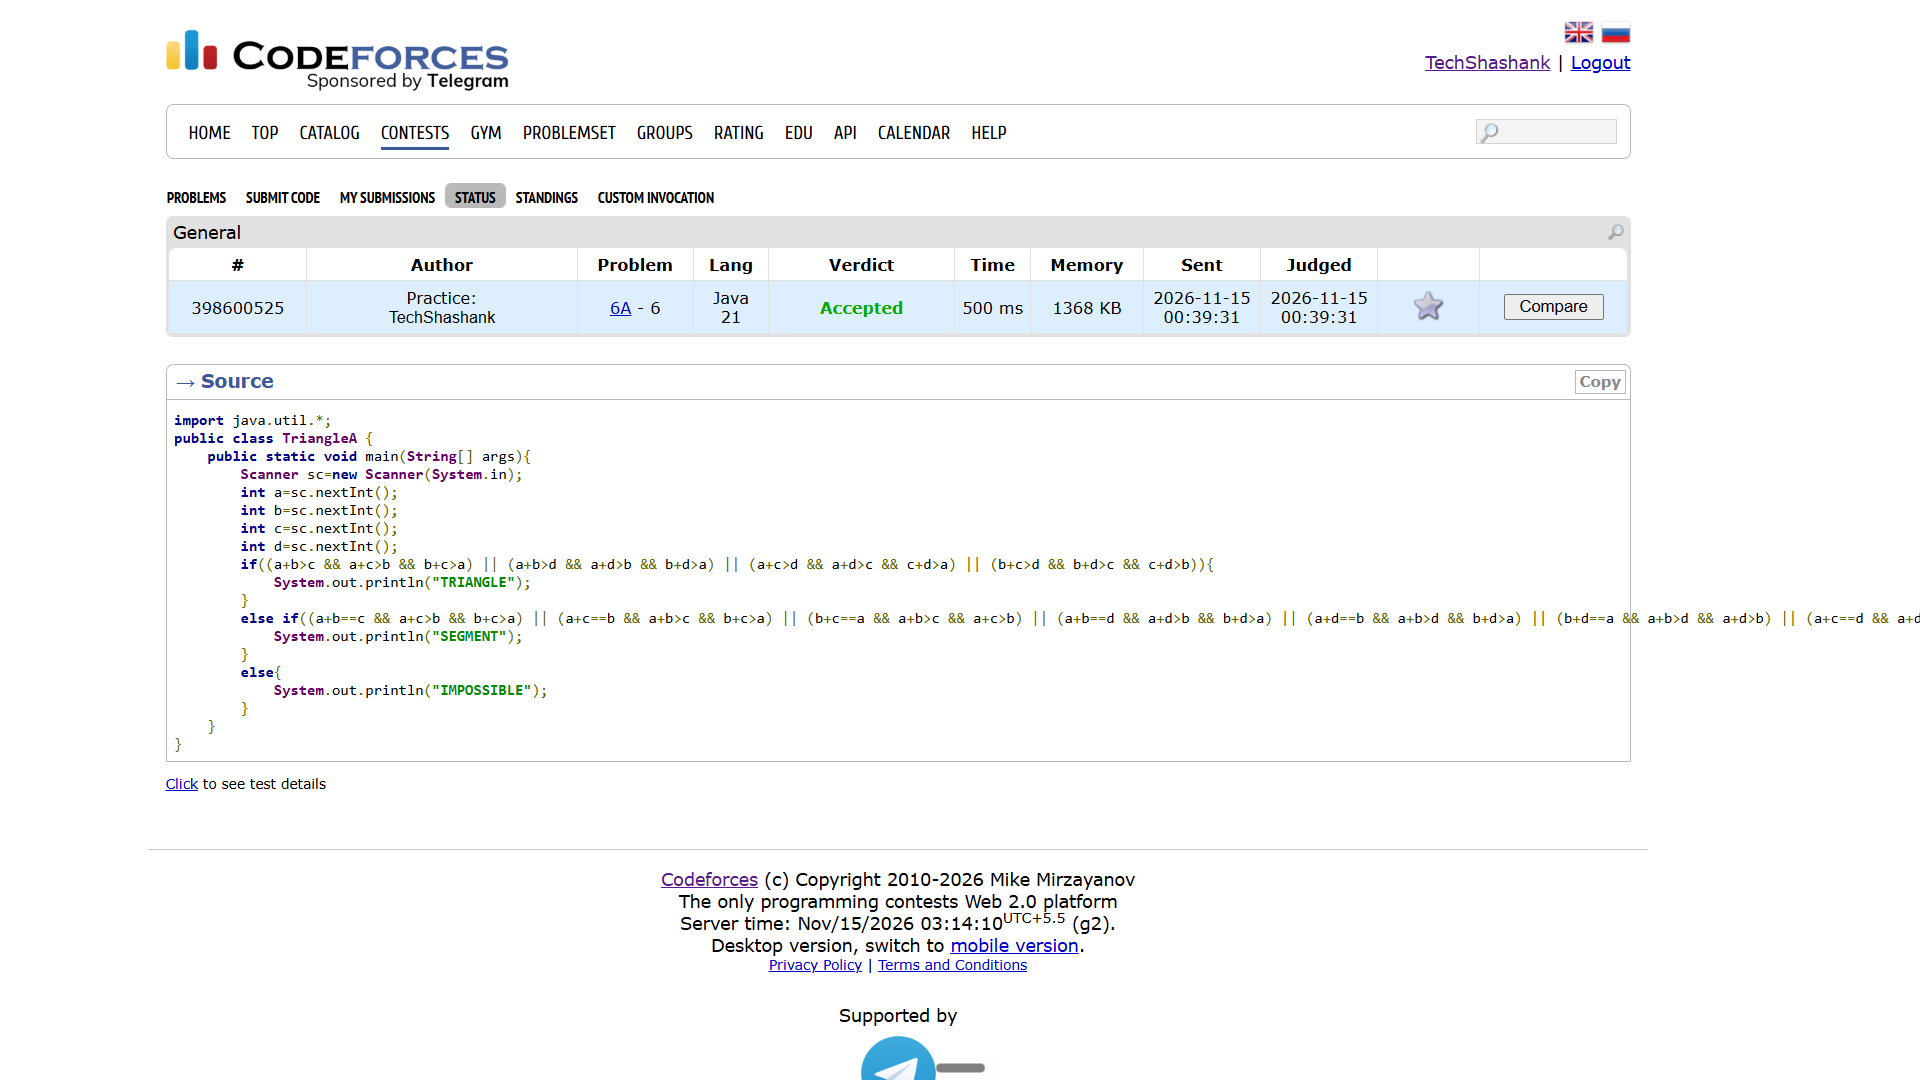 CODEFORCES
Sponsored by Telegram
TechShashank | Logout
HOME TOP CATALOG CONTESTS GYM PROBLEMSET GROUPS RATING EDU API CALENDAR HELP
PROBLEMS SUBMIT CODE MY SUBMISSIONS STATUS STANDINGS CUSTOM INVOCATION
General
# Author Problem Lang Verdict Time Memory Sent Judged
398600525 Practice: TechShashank 6A - 6 Java 21 Accepted 500 ms 1368 KB 2026-11-15 00:39:31 2026-11-15 00:39:31 Compare
→ Source Copy
import java.util.*;
public class TriangleA {
    public static void main(String[] args){
        Scanner sc=new Scanner(System.in);
        int a=sc.nextInt();
        int b=sc.nextInt();
        int c=sc.nextInt();
        int d=sc.nextInt();
        if((a+b>c && a+c>b && b+c>a) || (a+b>d && a+d>b && b+d>a) || (a+c>d && a+d>c && c+d>a) || (b+c>d && b+d>c && c+d>b)){
            System.out.println("TRIANGLE");
        }
        else if((a+b==c && a+c>b && b+c>a) || (a+c==b && a+b>c && b+c>a) || (b+c==a && a+b>c && a+c>b) || (a+b==d && a+d>b && b+d>a) || (a+d==b && a+b>d && b+d>a) || (b+d==a && a+b>d && a+d>b) || (a+c==d && a+d
            System.out.println("SEGMENT");
        }
        else{
            System.out.println("IMPOSSIBLE");
        }
    }
}
Click to see test details
Codeforces (c) Copyright 2010-2026 Mike Mirzayanov
The only programming contests Web 2.0 platform
Server time: Nov/15/2026 03:14:10UTC+5.5 (g2).
Desktop version, switch to mobile version.
Privacy Policy | Terms and Conditions
Supported by